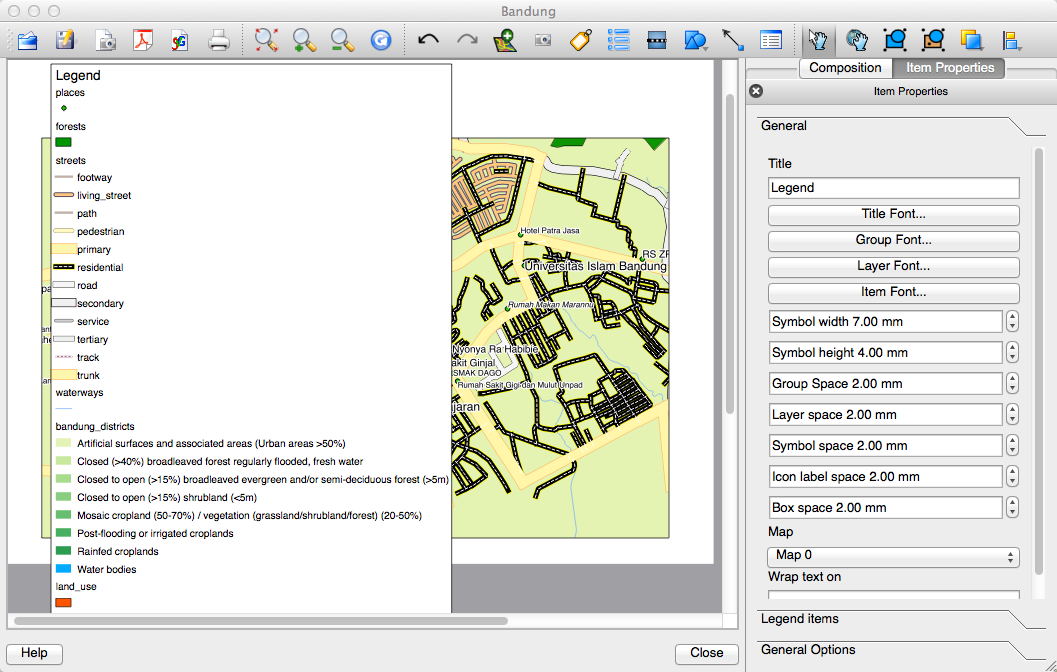 Bandung
Composition
Item Properties
Item Properties
Legend
places
forests
streets
footway
living_street
path
pedestrian
primary
residential
road
secondary
service
tertiary
track
trunk
waterways
bandung_districts
Artificial surfaces and associated areas (Urban areas >50%)
Closed (>40%) broadleaved forest regularly flooded, fresh water
Closed to open (>15%) broadleaved evergreen and/or semi-deciduous forest (>5m)
Closed to open (>15%) shrubland (<5m)
Mosaic cropland (50-70%) / vegetation (grassland/shrubland/forest) (20-50%)
Post-flooding or irrigated croplands
Rainfed croplands
Water bodies
land_use
Hotel Patra Jasa
RS ZF
Universitas Islam Bandung
Rumah Makan Marannu
Nyonya Ra Habibie
akit Ginjal
SMAK DAGO
Rumah Sakit Gigi dan Mulut Unpad
jaran
General
Title
Legend
Title Font...
Group Font...
Layer Font...
Item Font...
Symbol width 7.00 mm
Symbol height 4.00 mm
Group Space 2.00 mm
Layer space 2.00 mm
Symbol space 2.00 mm
Icon label space 2.00 mm
Box space 2.00 mm
Map
Map 0
Wrap text on
Legend items
General Options
Help
Close